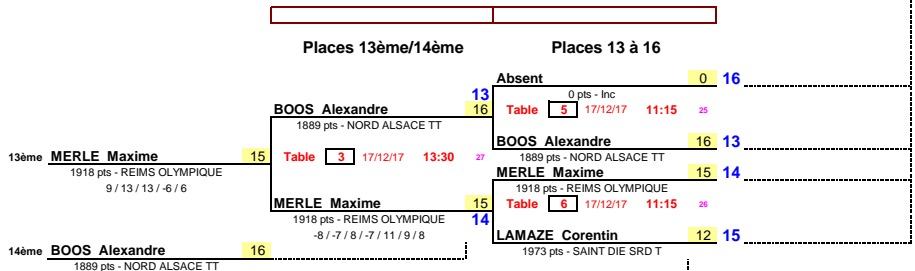 Places 13ème/14ème Places 13 à 16
Absent 0 16
0 pts - Inc
13
BOOS Alexandre 16
Table 5 17/12/17 11:15 25
1889 pts - NORD ALSACE TT
BOOS Alexandre 16 13
13ème MERLE Maxime 15
Table 3 17/12/17 13:30 27
1889 pts - NORD ALSACE TT
1918 pts - REIMS OLYMPIQUE
MERLE Maxime 15 14
9 / 13 / 13 / -6 / 6
1918 pts - REIMS OLYMPIQUE
MERLE Maxime 15
Table 6 17/12/17 11:15 26
1918 pts - REIMS OLYMPIQUE
14
-8 / -7 / 8 / -7 / 11 / 9 / 8
LAMAZE Corentin 12 15
14ème BOOS Alexandre 16
1973 pts - SAINT DIE SRD T
1889 pts - NORD ALSACE TT